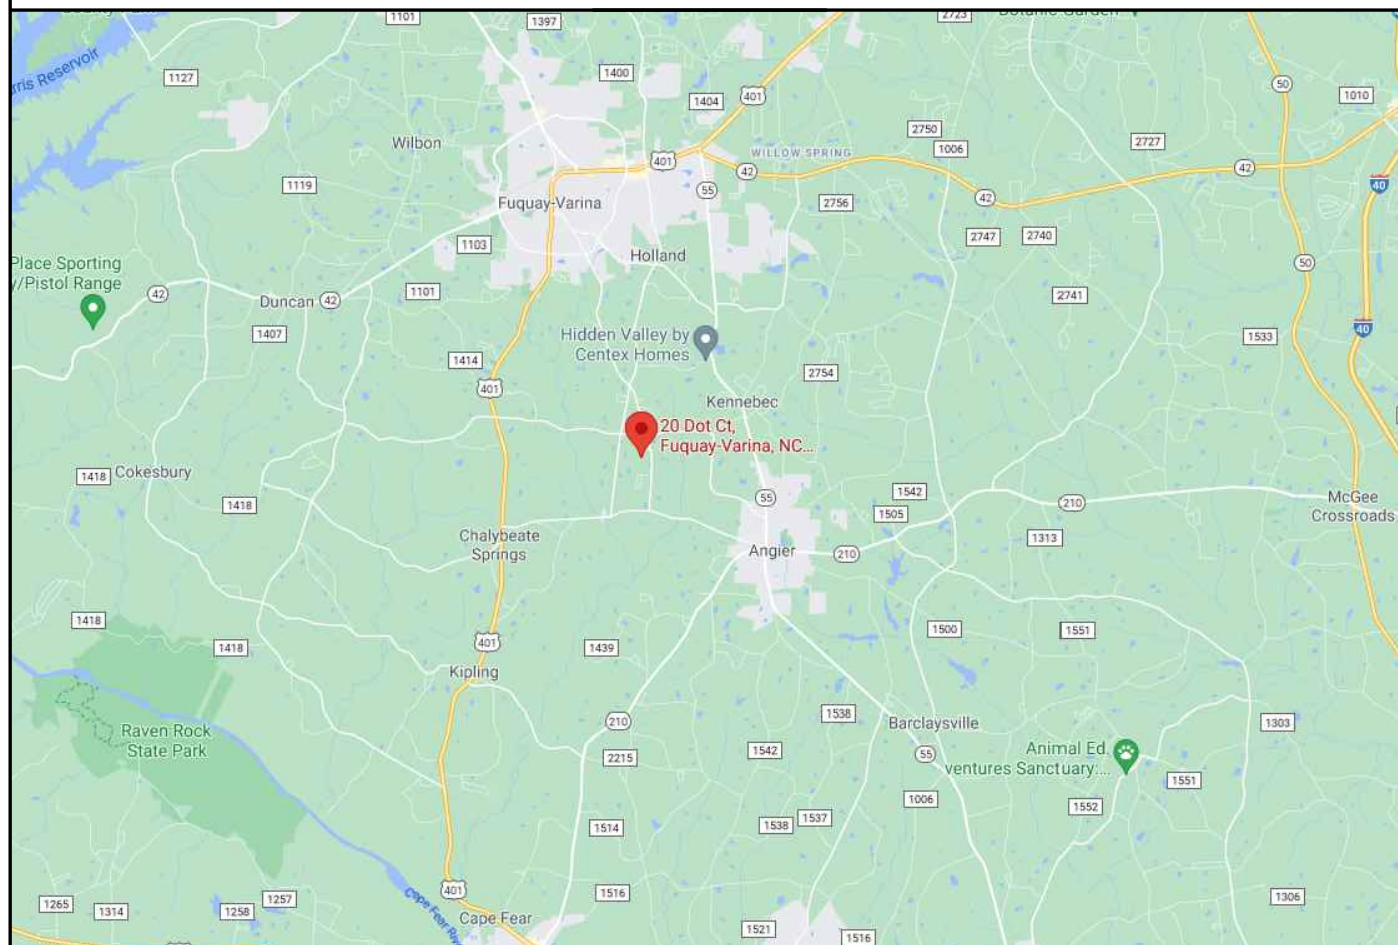 1101
1397
2723
Botanic Garden
1127
1400
401
50
1010
1404
Wilbon
2750
1006
2727
WILLOW SPRING
401
42
42
1119
55
42
40
Fuquay-Varina
2756
1103
Holland
2747
2740
50
Place Sporting
y/Pistol Range
42
Duncan
42
1101
2741
1407
Hidden Valley by
Centex Homes
40
1533
1414
2754
401
Kennebec
20 Dot Ct,
Fuquay-Varina, NC...
1418
Cokesbury
1418
55
1542
210
McGee
Crossroads
1505
Chalybeate
Springs
1313
Angier
210
1418
1418
401
1439
1500
1551
Kipling
210
1538
Barclaysville
1303
Raven Rock
State Park
2215
1542
55
Animal Ed.
ventures Sanctuary:...
1551
1006
1552
1514
1538
1537
401
1516
1265
1314
1258
1257
Cape Fear
Cape Fear Riv
1306
1521
1516